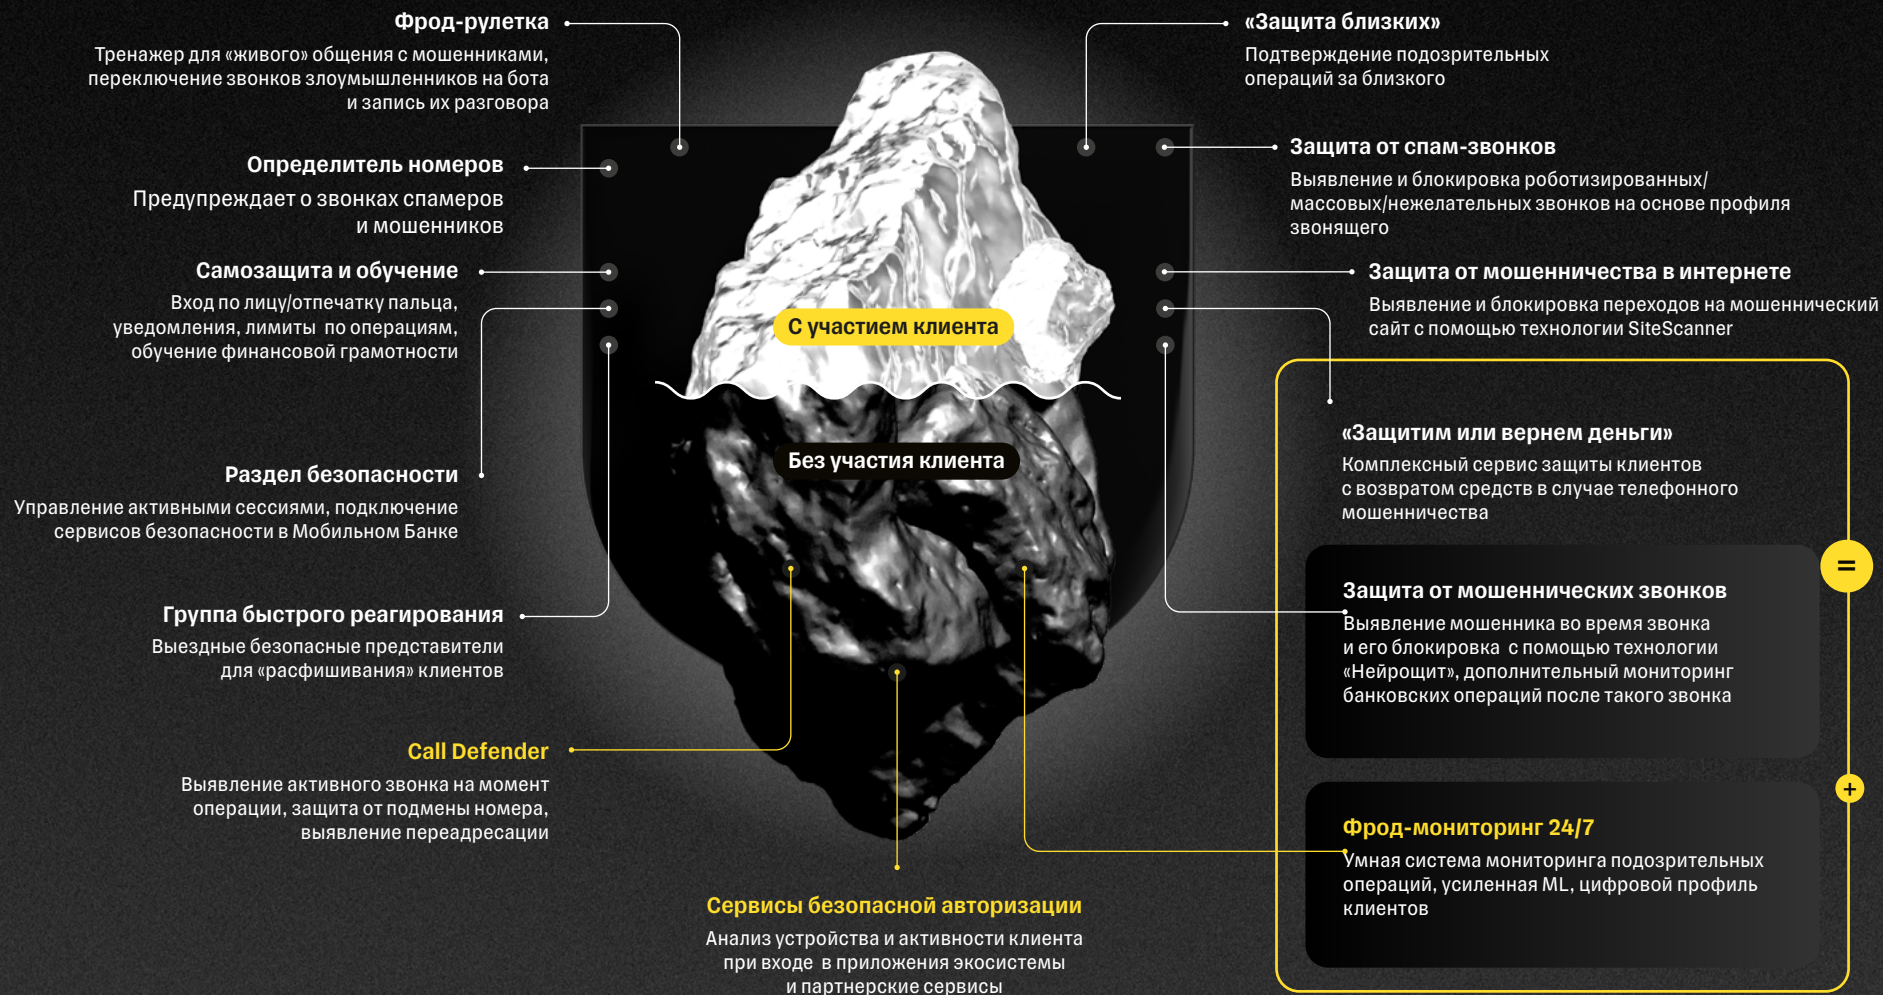 Фрод-рулетка
Тренажер для «живого» общения с мошенниками,
переключение звонков злоумышленников на бота
и запись их разговора
Определитель номеров
Предупреждает о звонках спамеров
и мошенников
Самозащита и обучение
Вход по лицу/отпечатку пальца,
уведомления, лимиты по операциям,
обучение финансовой грамотности
Раздел безопасности
Управление активными сессиями, подключение
сервисов безопасности в Мобильном Банке
Группа быстрого реагирования
Выездные безопасные представители
для «расфишивания» клиентов
Call Defender
Выявление активного звонка на момент
операции, защита от подмены номера,
выявление переадресации
С участием клиента
Без участия клиента
Сервисы безопасной авторизации
Анализ устройства и активности клиента
при входе в приложения экосистемы
и партнерские сервисы
«Защита близких»
Подтверждение подозрительных
операций за близкого
Защита от спам-звонков
Выявление и блокировка роботизированных/
массовых/нежелательных звонков на основе профиля
звонящего
Защита от мошенничества в интернете
Выявление и блокировка переходов на мошеннический
сайт с помощью технологии SiteScanner
«Защитим или вернем деньги»
Комплексный сервис защиты клиентов
с возвратом средств в случае телефонного
мошенничества
=
Защита от мошеннических звонков
Выявление мошенника во время звонка
и его блокировка с помощью технологии
«Нейрощит», дополнительный мониторинг
банковских операций после такого звонка
+
Фрод-мониторинг 24/7
Умная система мониторинга подозрительных
операций, усиленная ML, цифровой профиль
клиентов